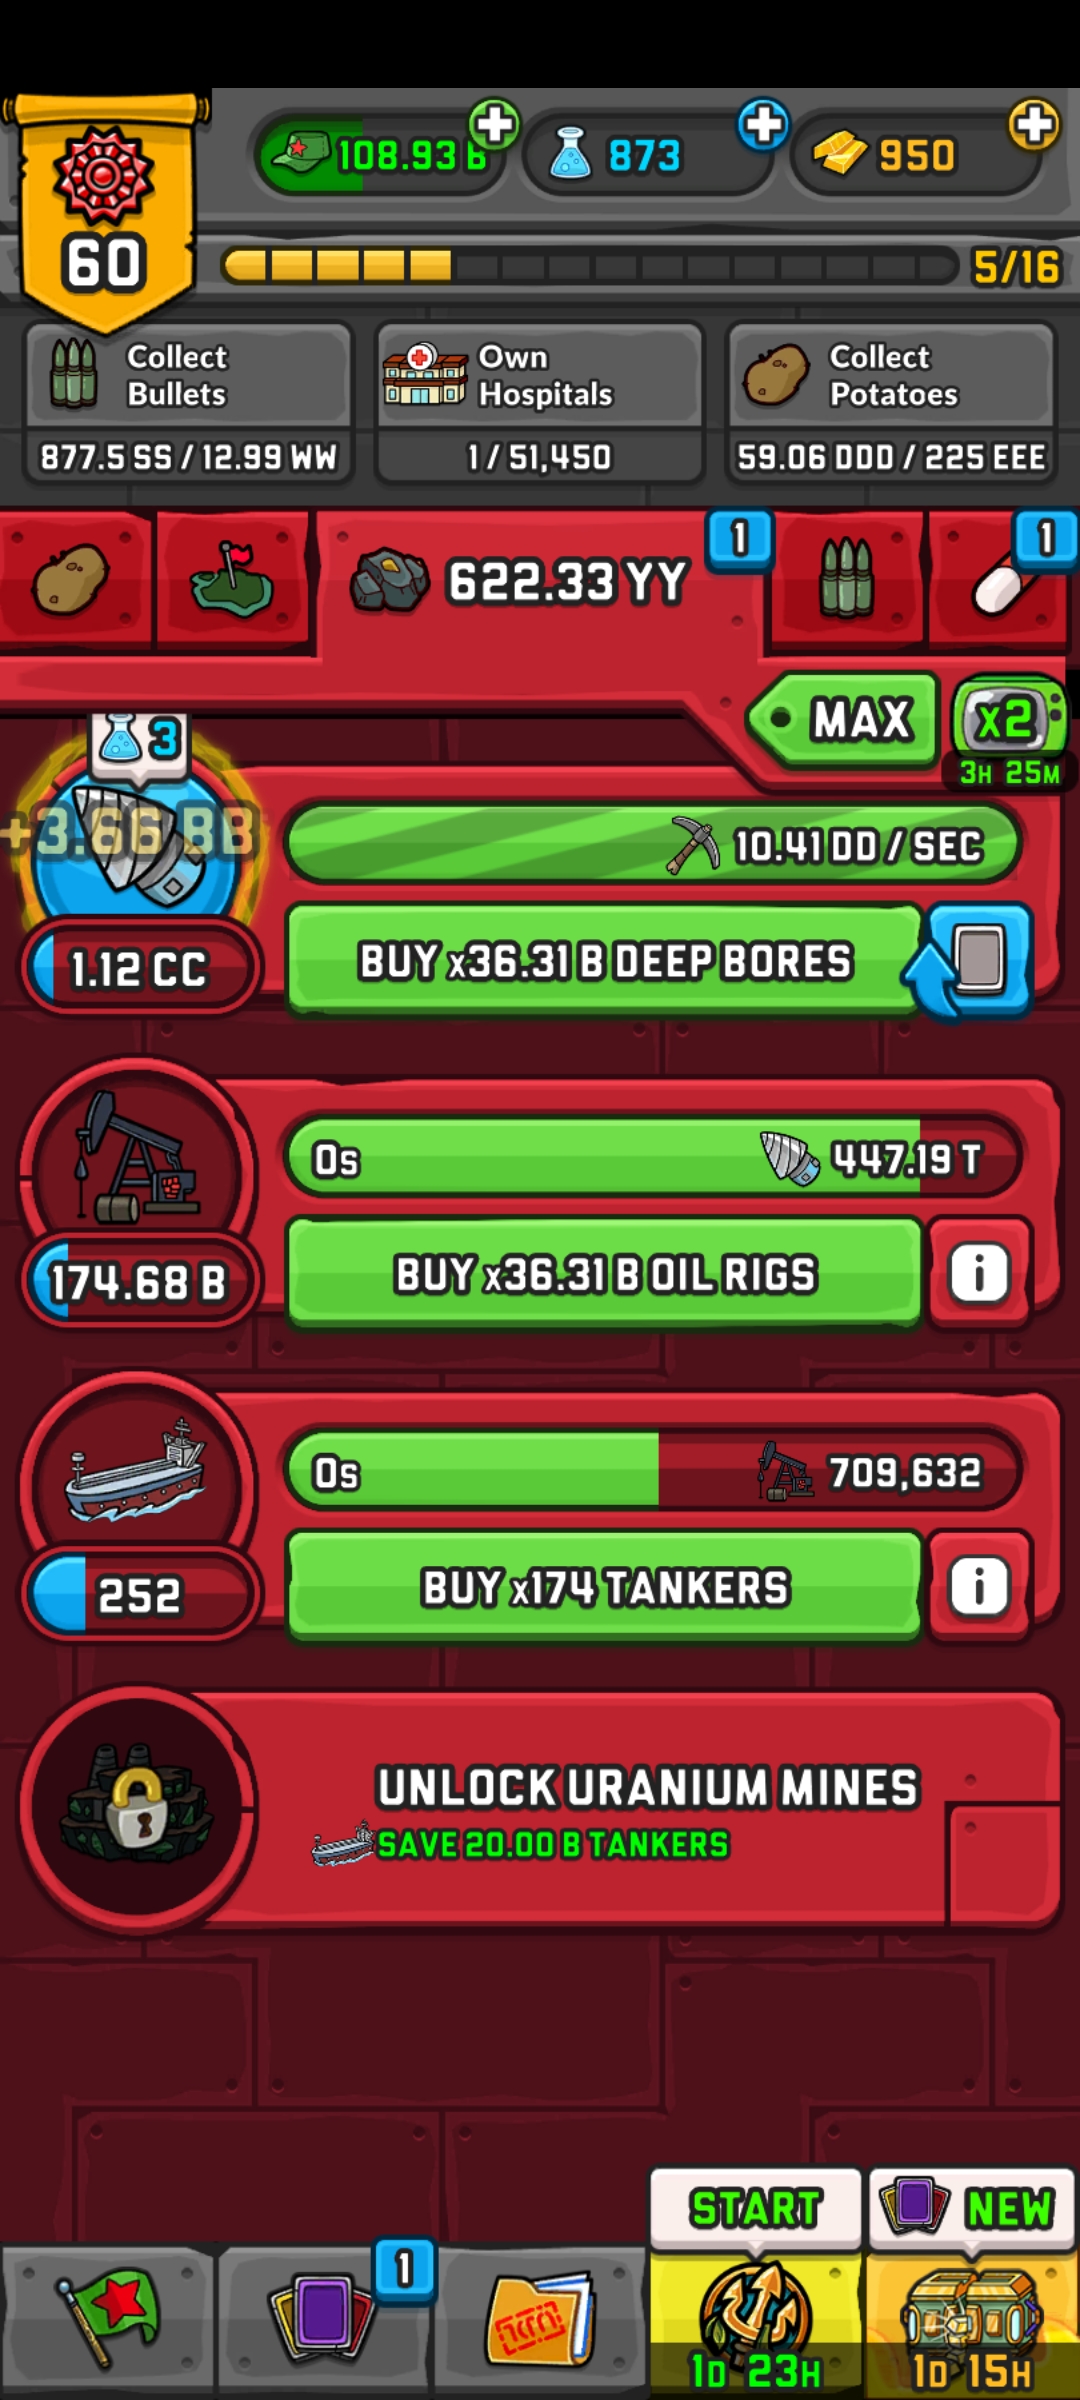 60
108.93 B
873
950
5/16
Collect
Bullets
877.5 SS / 12.99 WW
Own
Hospitals
1 / 51,450
Collect
Potatoes
59.06 DDD / 225 EEE
622.33 YY
1
1
MAX
x2
3H 25M
3
+3.66 BB
10.41 DD / SEC
1.12 CC
BUY x36.31 B DEEP BORES
0s
447.19 T
174.68 B
BUY x36.31 B OIL RIGS
i
0s
709,632
252
BUY x174 TANKERS
i
UNLOCK URANIUM MINES
SAVE 20.00 B TANKERS
START
NEW
1
1D 23H
1D 15H